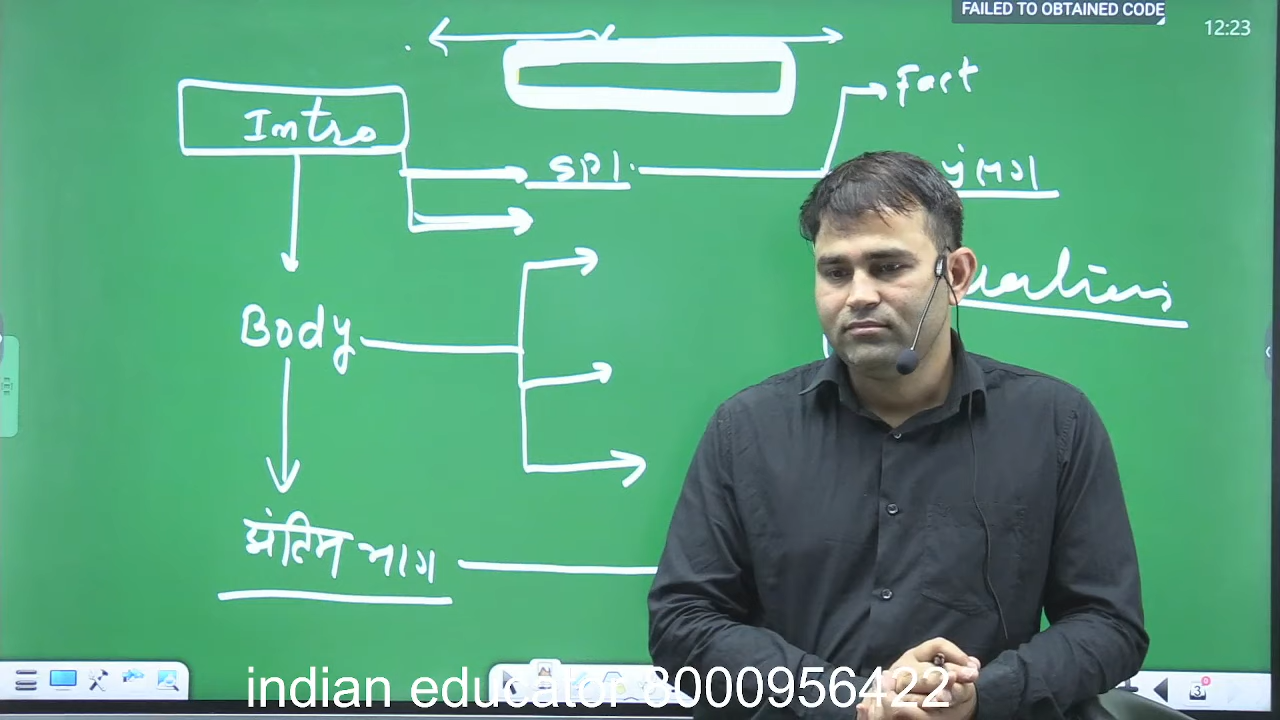 FAILED TO OBTAINED CODE
12:23
Fact
Intro
spl.
Body
अंतिम भाग
indian educator 8000956422